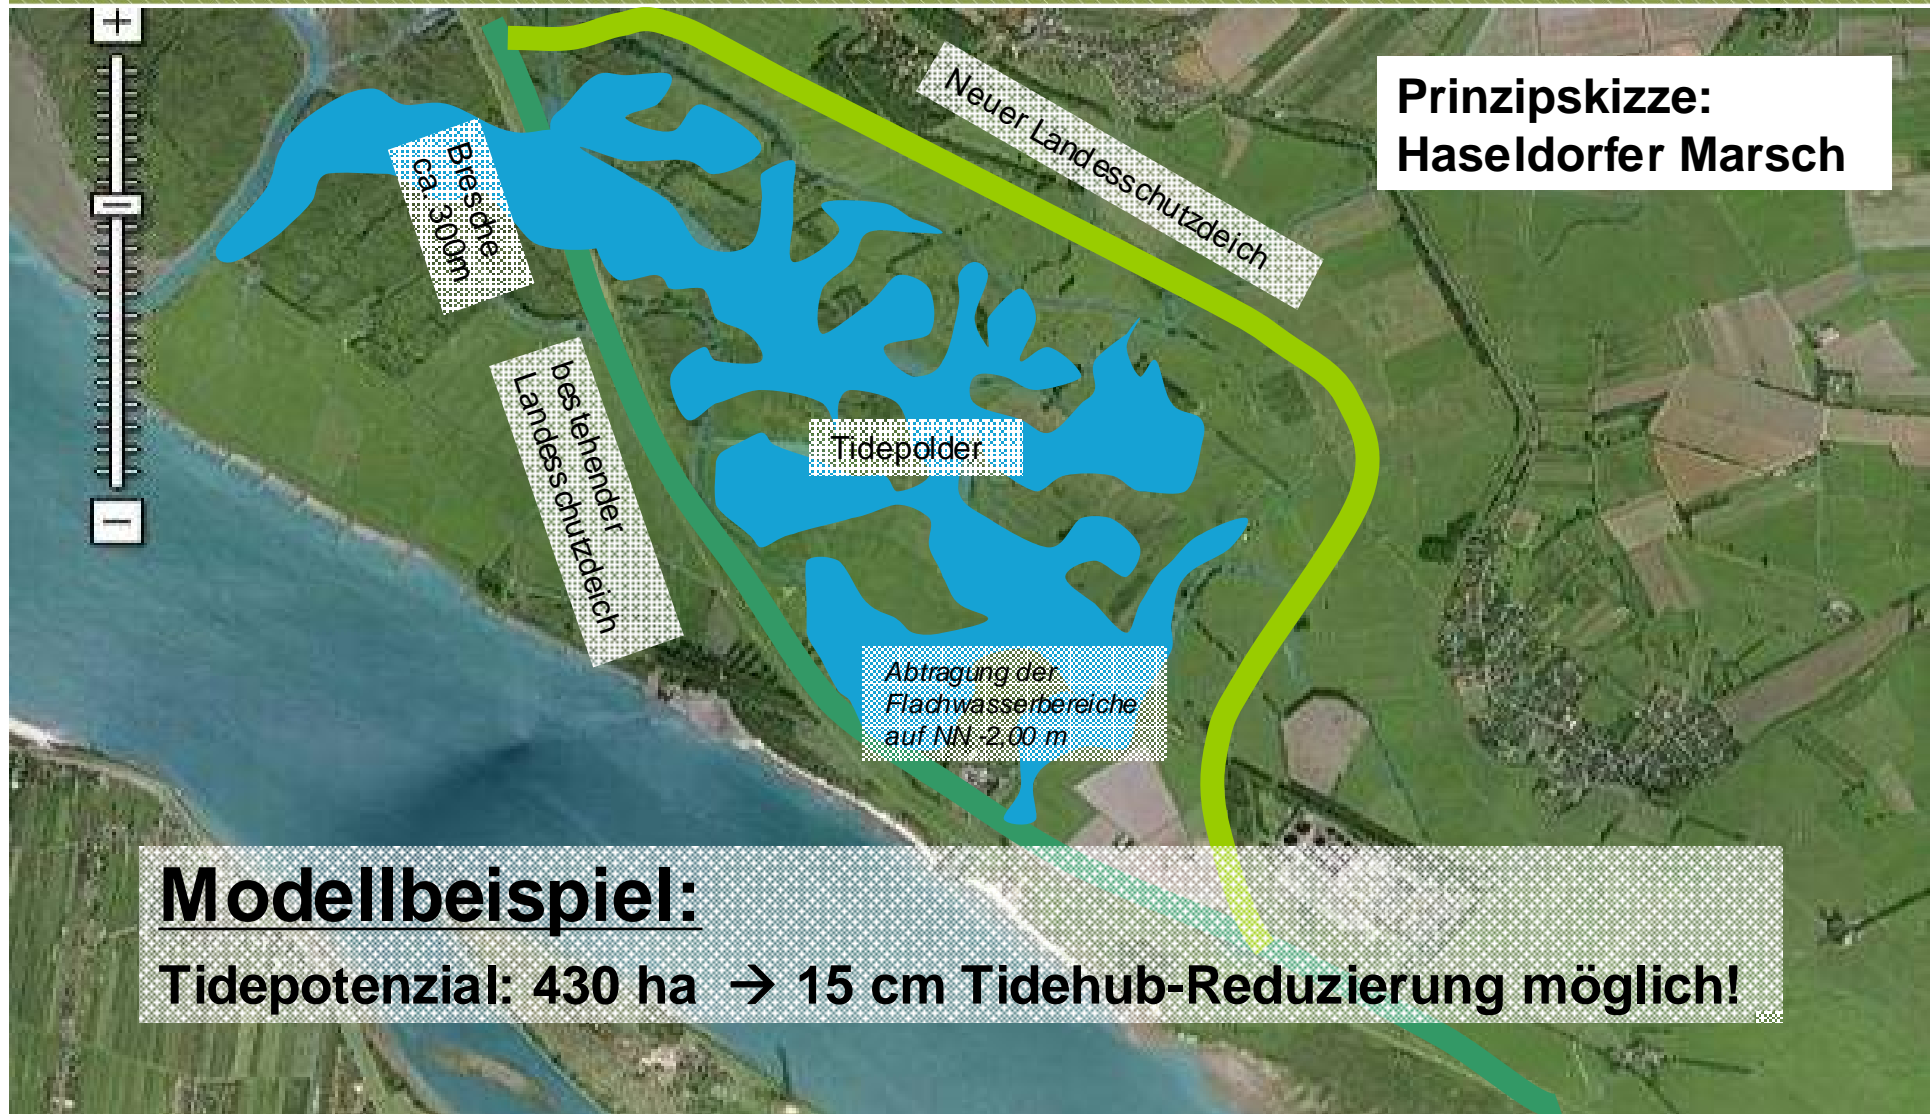 Prinzipskizze:
Haseldorfer Marsch
Neuer Landesschutzdeich
Bresche
ca. 300m
bestehender
Landesschutzdeich
Tidepolder
Abtragung der
Flachwasserbereiche
auf NN -2,00 m
Modellbeispiel:
Tidepotenzial: 430 ha → 15 cm Tidehub-Reduzierung möglich!